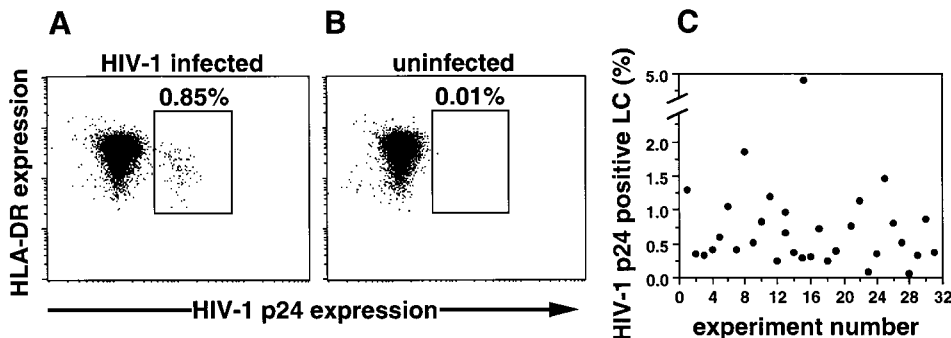 A
B
C
HIV-1 infected
uninfected
0.85%
0.01%
HLA-DR expression
HIV-1 p24 expression
HIV-1 p24 positive LC (%)
5.0
2.0
1.5
1.0
0.5
0.0
0 4 8 12 16 20 24 28 32
experiment number